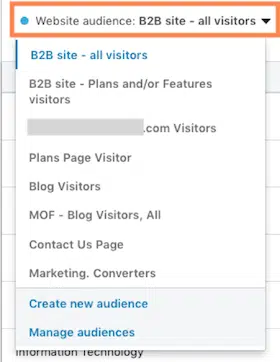 Website audience: B2B site - all visitors
B2B site - all Visitors
B2B site - Plans and/or Features
visitors
.com Visitors
Plans Page Visitor
Blog Visitors
MOF - Blog Visitors, All
Contact Us Page
Marketing. Converters
Create new audience
Manage audiences
Information Technology